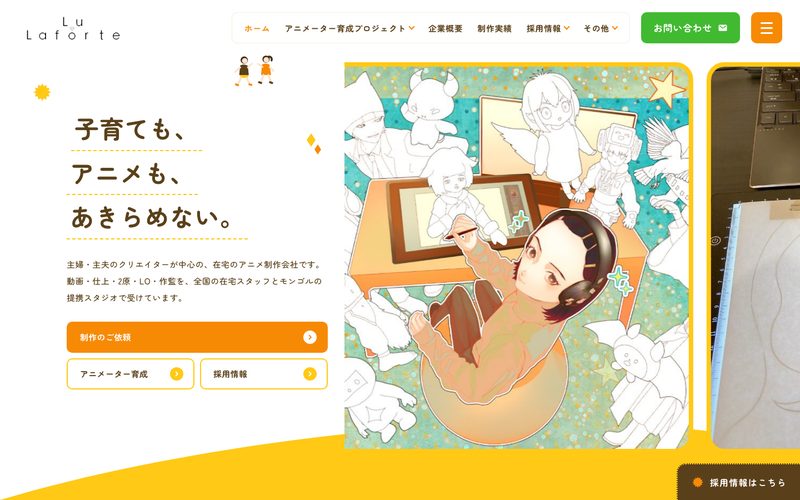 Lu
Laforte
ホーム
アニメーター育成プロジェクト
企業概要
制作実績
採用情報
その他
お問い合わせ
子育ても、
アニメも、
あきらめない。
主婦・主夫のクリエイターが中心の、在宅のアニメ制作会社です。
動画・仕上・2原・LO・作監を、全国の在宅スタッフとモンゴルの
提携スタジオで受けています。
制作のご依頼
アニメーター育成
採用情報
採用情報はこちら